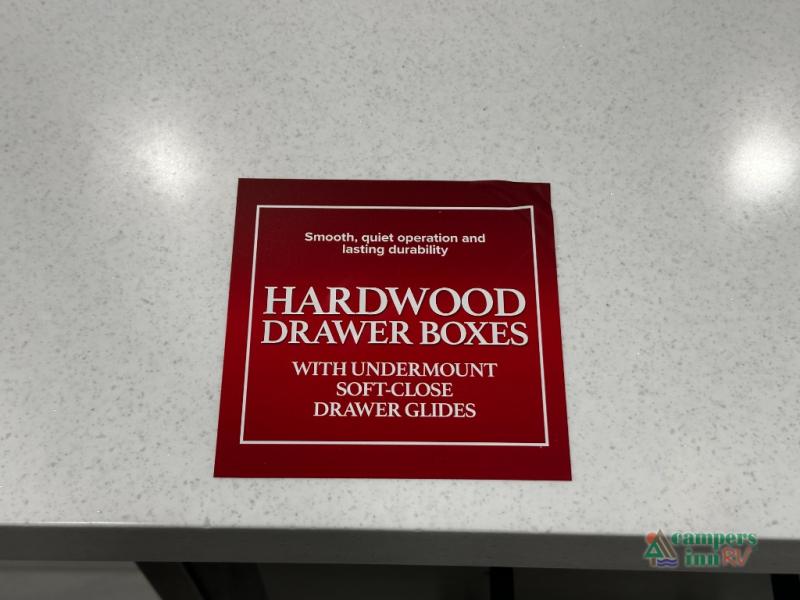 Smooth, quiet operation and
lasting durability
HARDWOOD
DRAWER BOXES
WITH UNDERMOUNT
SOFT-CLOSE
DRAWER GLIDES
campers
inn RV